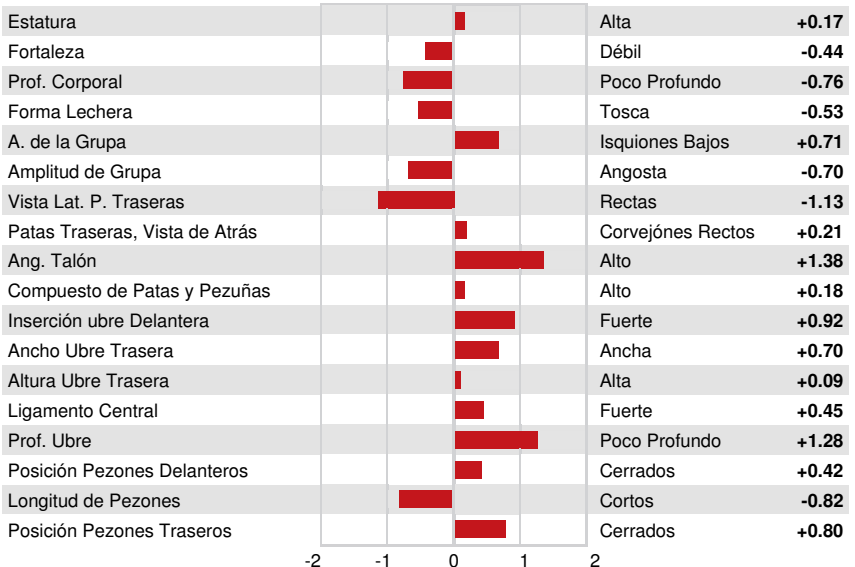 Estatura Alta +0.17
Fortaleza Débil -0.44
Prof. Corporal Poco Profundo -0.76
Forma Lechera Tosca -0.53
A. de la Grupa Isquiones Bajos +0.71
Amplitud de Grupa Angosta -0.70
Vista Lat. P. Traseras Rectas -1.13
Patas Traseras, Vista de Atrás Corvejónes Rectos +0.21
Ang. Talón Alto +1.38
Compuesto de Patas y Pezuñas Alto +0.18
Inserción ubre Delantera Fuerte +0.92
Ancho Ubre Trasera Ancha +0.70
Altura Ubre Trasera Alta +0.09
Ligamento Central Fuerte +0.45
Prof. Ubre Poco Profundo +1.28
Posición Pezones Delanteros Cerrados +0.42
Longitud de Pezones Cortos -0.82
Posición Pezones Traseros Cerrados +0.80
-2 -1 0 1 2